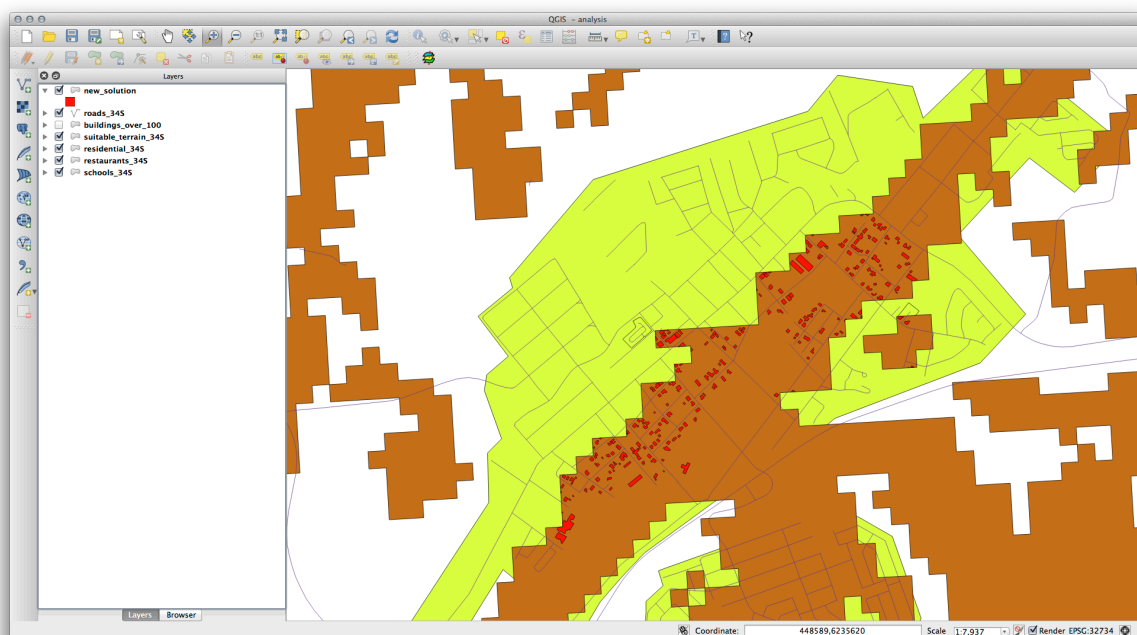 QGIS - analysis
Layers
new_solution
roads_34S
buildings_over_100
suitable_terrain_34S
residential_34S
restaurants_34S
schools_34S
Layers Browser
Coordinate: 448589,6235620 Scale 1:7,937 Render EPSG:32734